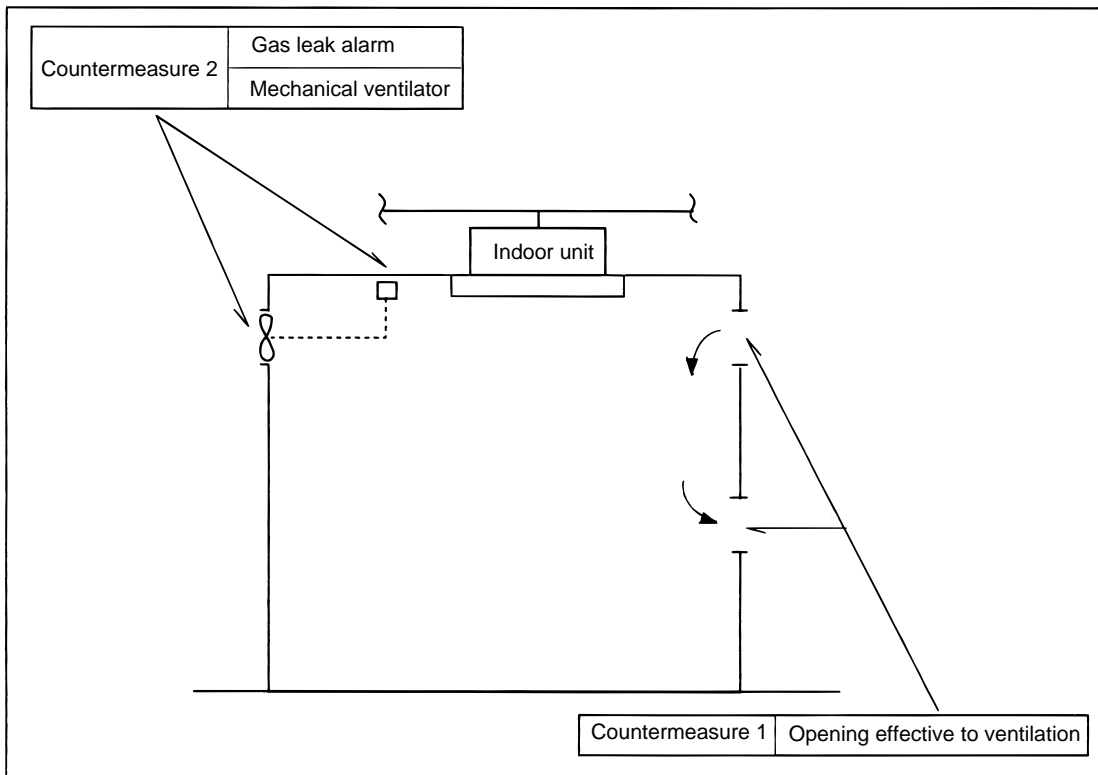 Countermeasure 2
Gas leak alarm
Mechanical ventilator
Indoor unit
Countermeasure 1
Opening effective to ventilation